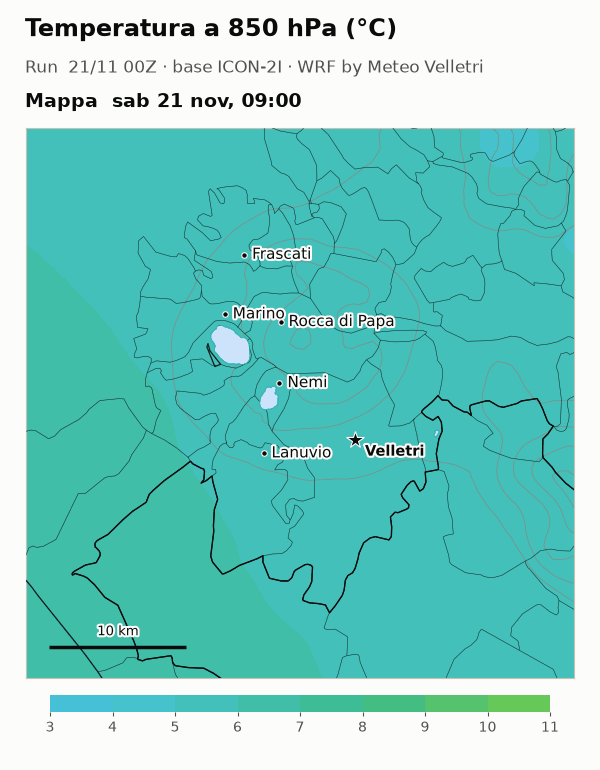 Temperatura a 850 hPa (°C)
Run  21/11 00Z · base ICON-2I · WRF by Meteo Velletri
Mappa  sab 21 nov, 09:00
Frascati
Marino
Rocca di Papa
Nemi
Velletri
Lanuvio
10 km
3 4 5 6 7 8 9 10 11